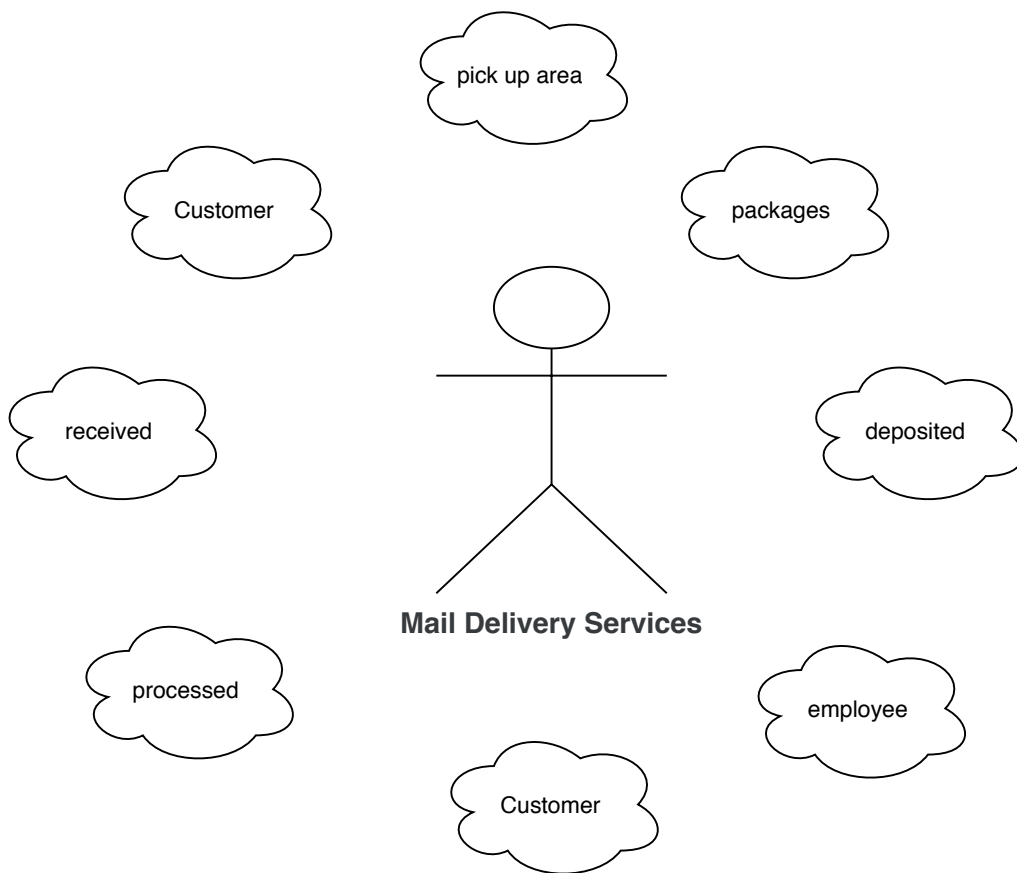 pick up area
Customer
packages
received
deposited
Mail Delivery Services
processed
employee
Customer